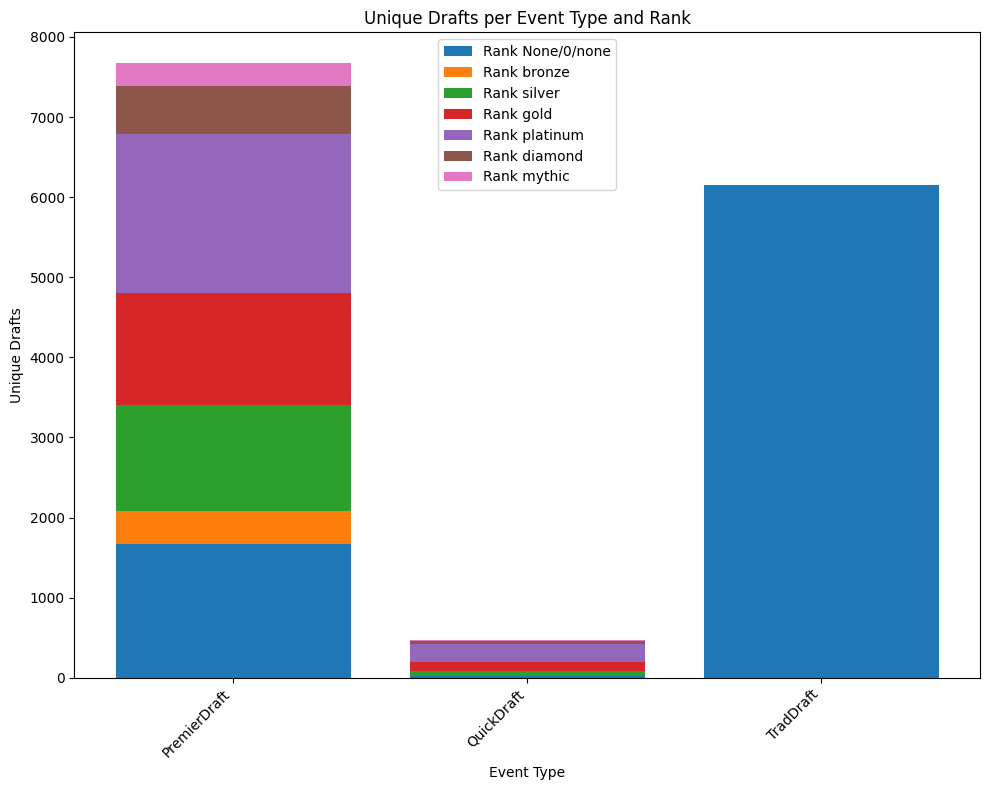 Unique Drafts per Event Type and Rank
8000
7000
6000
5000
4000
3000
2000
1000
0
Unique Drafts
Rank None/0/none
Rank bronze
Rank silver
Rank gold
Rank platinum
Rank diamond
Rank mythic
PremierDraft
QuickDraft
TradDraft
Event Type